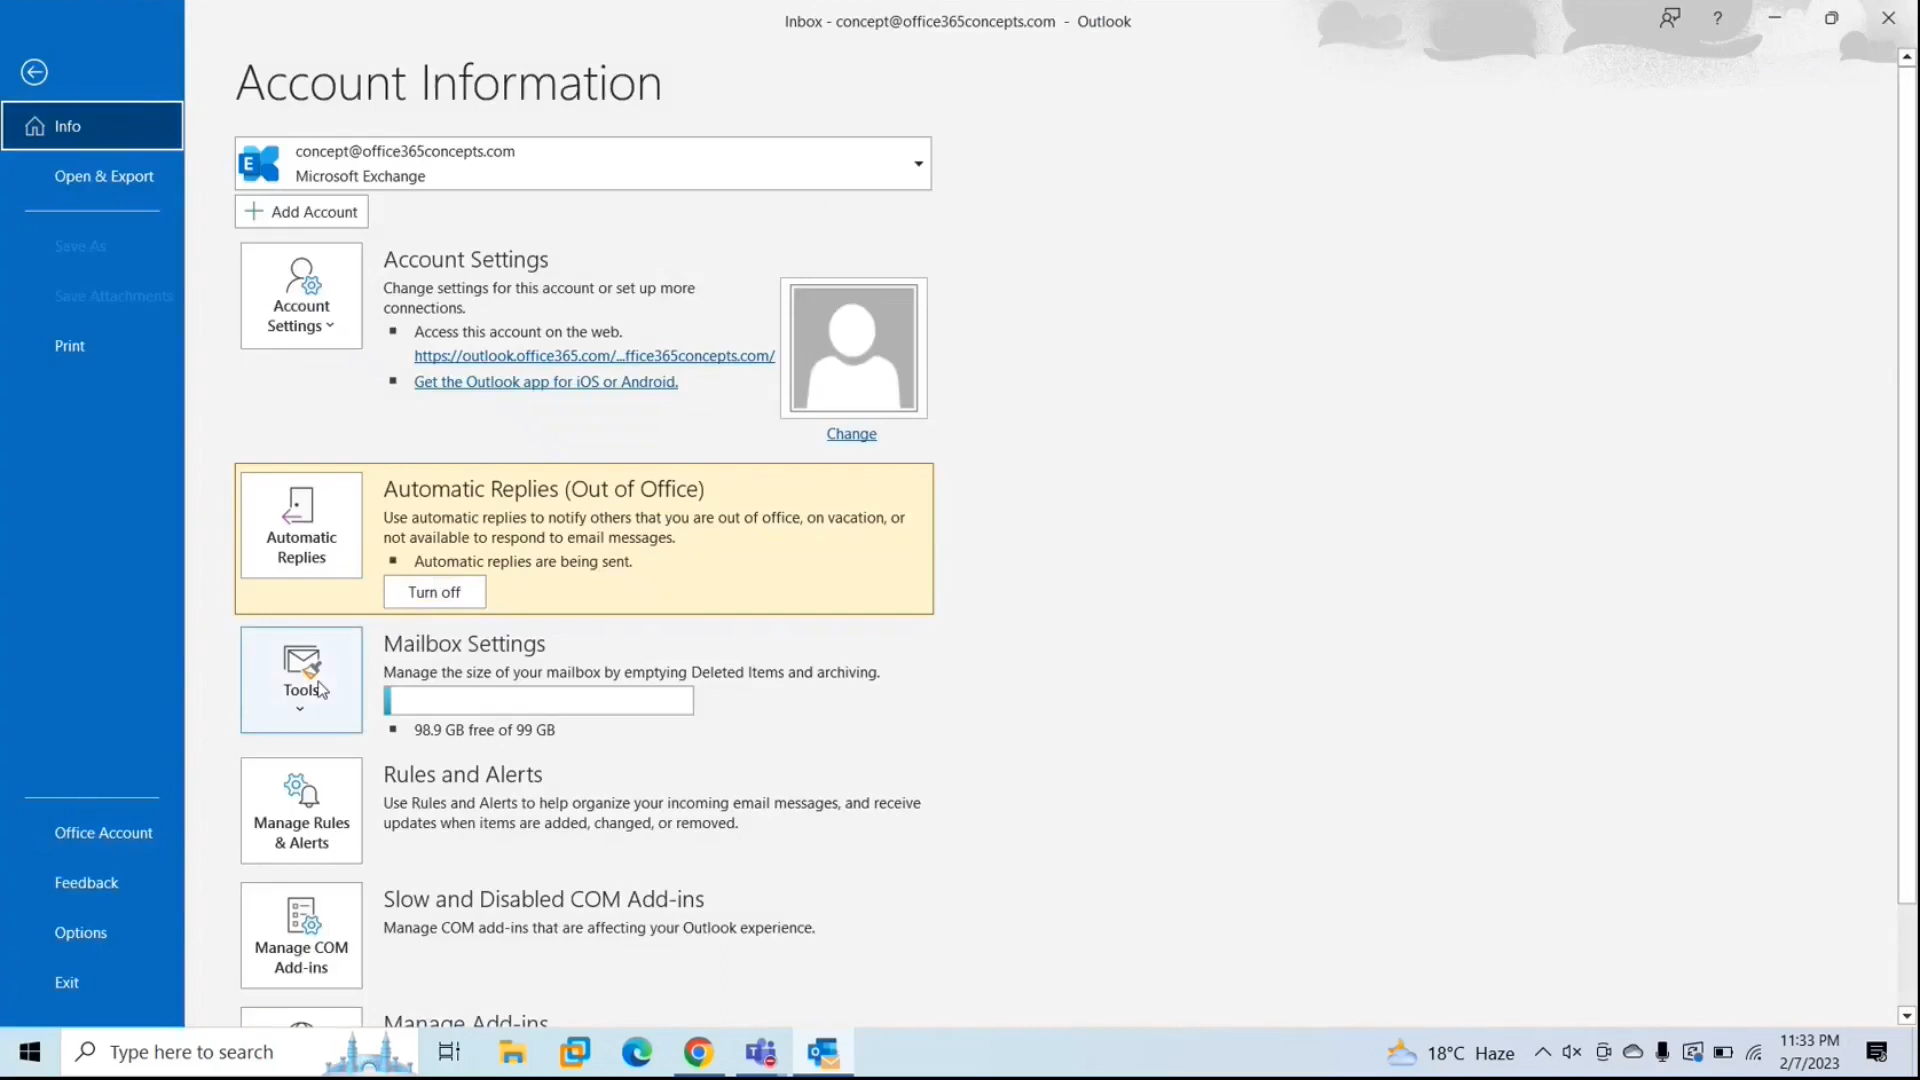 Inbox - concept@office365concepts.com - Outlook
?
Account Information
Info
Open & Export
Save As
Save Attachments
Print
Office Account
Feedback
Options
Exit
E
concept@office365concepts.com
Microsoft Exchange
Add Account
Account
Settings
Account Settings
Change settings for this account or set up more
connections.
Access this account on the web.
https://outlook.office365.com/...ffice365concepts.com/
Get the Outlook app for iOS or Android.
Change
Automatic
Replies
Automatic Replies (Out of Office)
Use automatic replies to notify others that you are out of office, on vacation, or
not available to respond to email messages.
Automatic replies are being sent.
Turn off
Tools
Mailbox Settings
Manage the size of your mailbox by emptying Deleted Items and archiving.
98.9 GB free of 99 GB
Manage Rules
& Alerts
Rules and Alerts
Use Rules and Alerts to help organize your incoming email messages, and receive
updates when items are added, changed, or removed.
Manage COM
Add-ins
Slow and Disabled COM Add-ins
Manage COM add-ins that are affecting your Outlook experience.
Manage Add-ins
Type here to search
18°C Haze
11:33 PM
2/7/2023